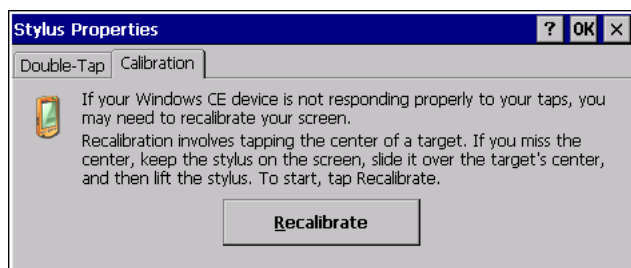 Stylus Properties ? OK ×
Double-Tap Calibration
If your Windows CE device is not responding properly to your taps, you
may need to recalibrate your screen.
Recalibration involves tapping the center of a target. If you miss the
center, keep the stylus on the screen, slide it over the target's center,
and then lift the stylus. To start, tap Recalibrate.
Recalibrate